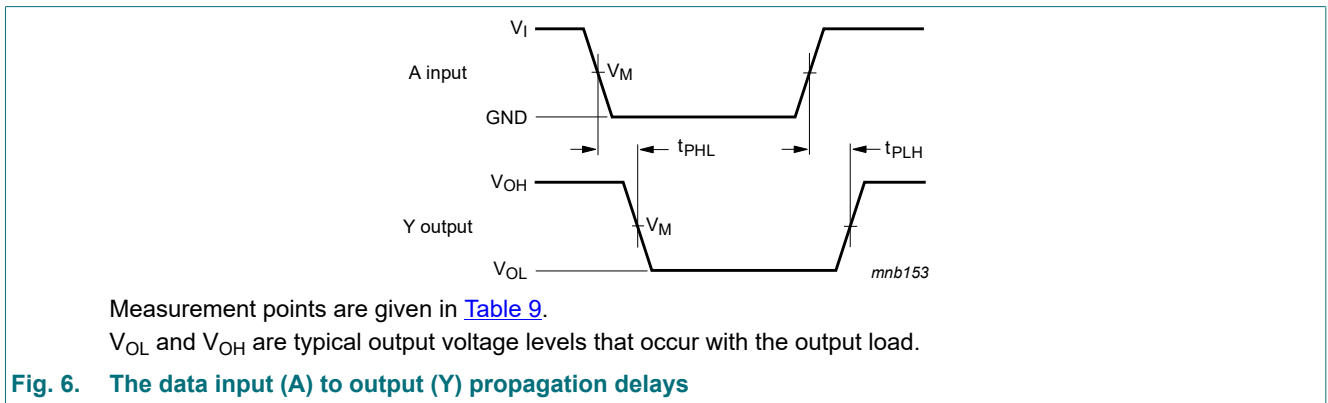 VI
A input
VM
GND
tPHL
tPLH
VOH
Y output
VM
VOL
mnb153
Measurement points are given in Table 9.
VOL and VOH are typical output voltage levels that occur with the output load.
Fig. 6. The data input (A) to output (Y) propagation delays